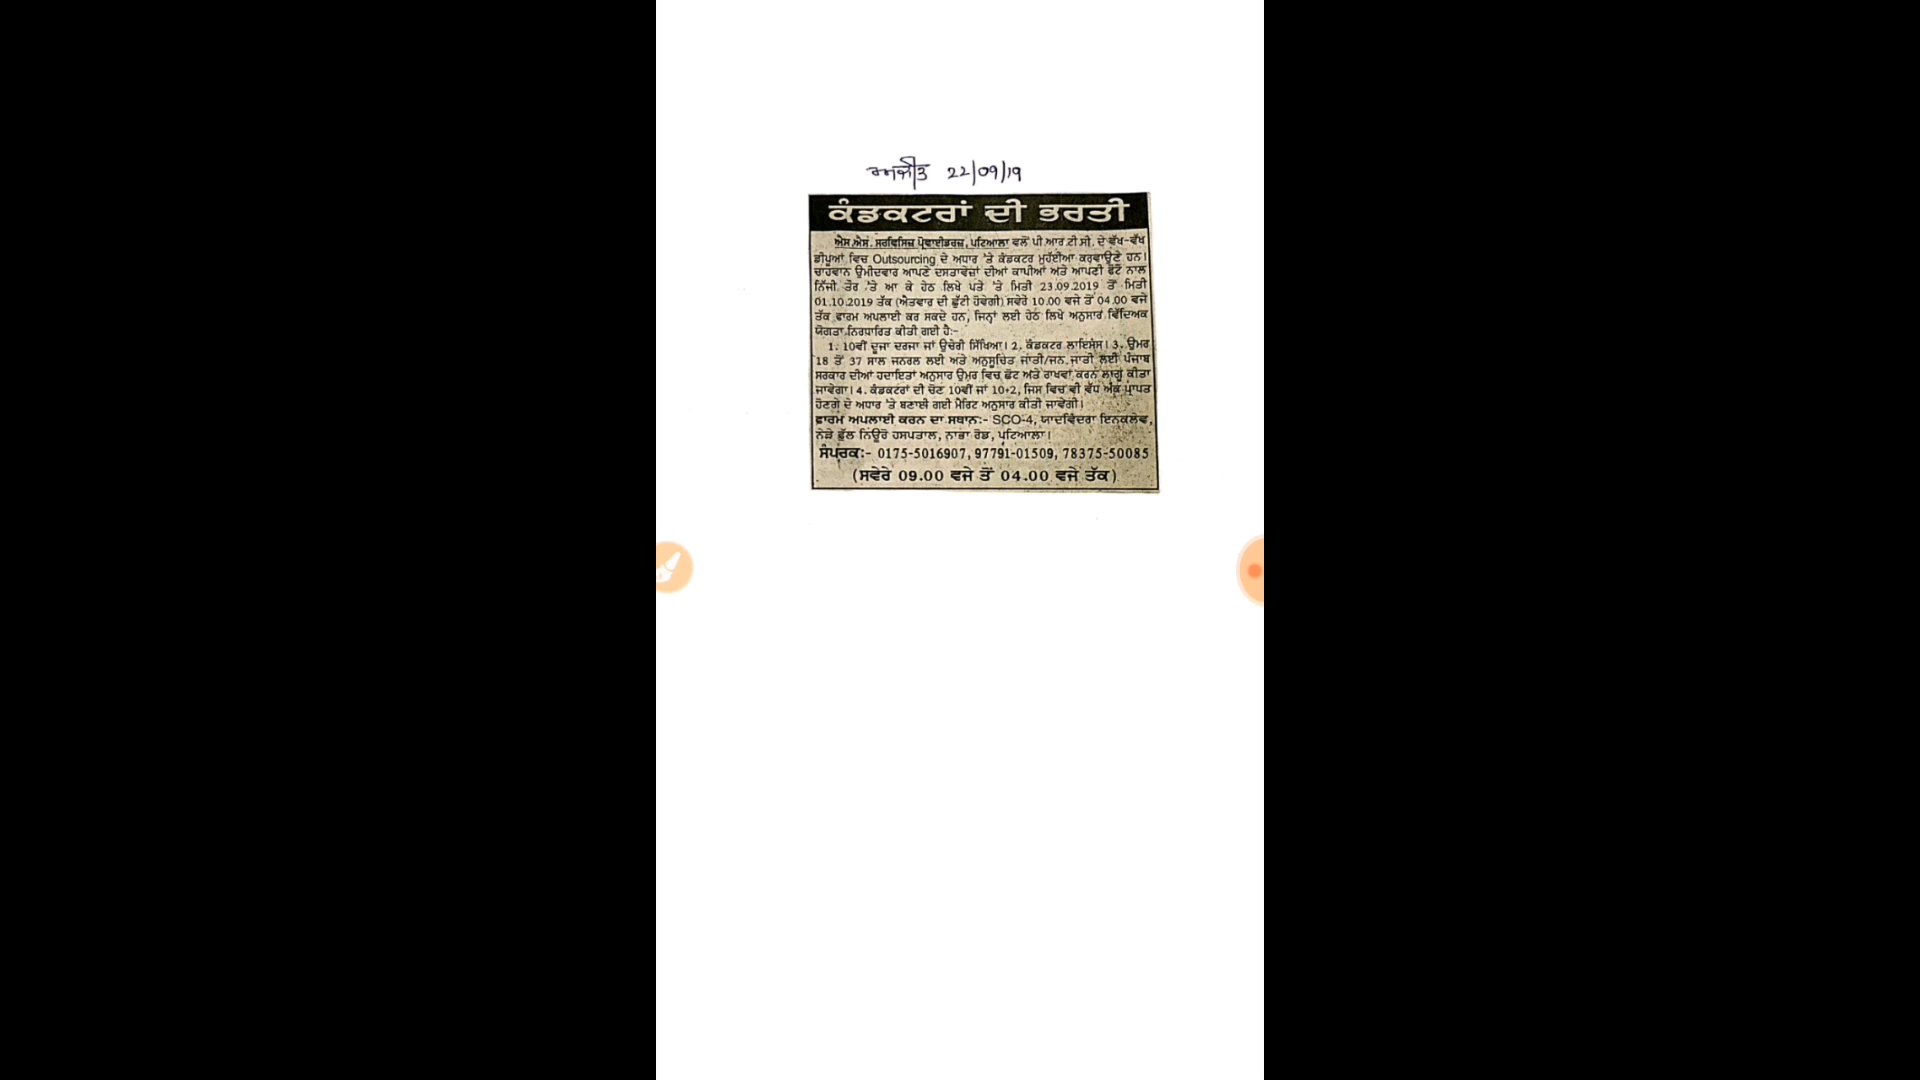 ਅਜੀਤ 22/09/19
ਕੰਡਕਟਰਾਂ ਦੀ ਭਰਤੀ
ਐਸ.ਐਸ. ਸਰਵਿਸਿਜ਼ ਪ੍ਰੋਵਾਈਡਰਜ਼, ਪਟਿਆਲਾ ਵਲੋਂ ਪੀ.ਆਰ.ਟੀ.ਸੀ. ਦੇ ਵੱਖ-ਵੱਖ
ਡੀਪੂਆਂ ਵਿਚ Outsourcing ਦੇ ਅਧਾਰ 'ਤੇ ਕੰਡਕਟਰ ਮੁਹੱਈਆ ਕਰਵਾਉਣੇ ਹਨ।
ਚਾਹਵਾਨ ਉਮੀਦਵਾਰ ਆਪਣੇ ਦਸਤਾਵੇਜ਼ਾਂ ਦੀਆਂ ਕਾਪੀਆਂ ਅਤੇ ਆਪਣੀ ਫੋਟੋ ਨਾਲ
ਨਿੱਜੀ ਤੌਰ 'ਤੇ ਆ ਕੇ ਹੇਠ ਲਿਖੇ ਪਤੇ 'ਤੇ ਮਿਤੀ 23.09.2019 ਤੋਂ ਮਿਤੀ
01.10.2019 ਤੱਕ (ਐਤਵਾਰ ਦੀ ਛੁੱਟੀ ਹੋਵੇਗੀ) ਸਵੇਰੇ 10.00 ਵਜੇ ਤੋਂ 04.00 ਵਜੇ
ਤੱਕ ਫਾਰਮ ਅਪਲਾਈ ਕਰ ਸਕਦੇ ਹਨ, ਜਿਨ੍ਹਾਂ ਲਈ ਹੇਠ ਲਿਖੇ ਅਨੁਸਾਰ ਵਿੱਦਿਅਕ
ਯੋਗਤਾ ਨਿਰਧਾਰਿਤ ਕੀਤੀ ਗਈ ਹੈ:-
1. 10ਵੀਂ ਦੂਜਾ ਦਰਜਾ ਜਾਂ ਉਚੇਰੀ ਸਿੱਖਿਆ। 2. ਕੰਡਕਟਰ ਲਾਇਸੰਸ। 3. ਉਮਰ
18 ਤੋਂ 37 ਸਾਲ ਜਨਰਲ ਲਈ ਅਤੇ ਅਨੁਸੂਚਿਤ ਜਾਤੀ/ਜਨ ਜਾਤੀ ਲਈ ਪੰਜਾਬ
ਸਰਕਾਰ ਦੀਆਂ ਹਦਾਇਤਾਂ ਅਨੁਸਾਰ ਉਮਰ ਵਿਚ ਛੋਟ ਅਤੇ ਰਾਖਵਾਂ ਕਰਨ ਲਾਗੂ ਕੀਤਾ
ਜਾਵੇਗਾ। 4. ਕੰਡਕਟਰਾਂ ਦੀ ਚੋਣ 10ਵੀਂ ਜਾਂ 10+2, ਜਿਸ ਵਿਚ ਵੀ ਵੱਧ ਅੰਕ ਪ੍ਰਾਪਤ
ਹੋਣਗੇ ਦੇ ਅਧਾਰ 'ਤੇ ਬਣਾਈ ਗਈ ਮੈਰਿਟ ਅਨੁਸਾਰ ਕੀਤੀ ਜਾਵੇਗੀ।
ਫ਼ਾਰਮ ਅਪਲਾਈ ਕਰਨ ਦਾ ਸਥਾਨ:- SCO-4, ਯਾਦਵਿੰਦਰਾ ਇਨਕਲੇਵ,
ਨੇੜੇ ਛੁੱਲ ਨਿਊਰੋ ਹਸਪਤਾਲ, ਨਾਭਾ ਰੋਡ, ਪਟਿਆਲਾ।
ਸੰਪਰਕ:- 0175-5016907, 97791-01509, 78375-50085
(ਸਵੇਰੇ 09.00 ਵਜੇ ਤੋਂ 04.00 ਵਜੇ ਤੱਕ)